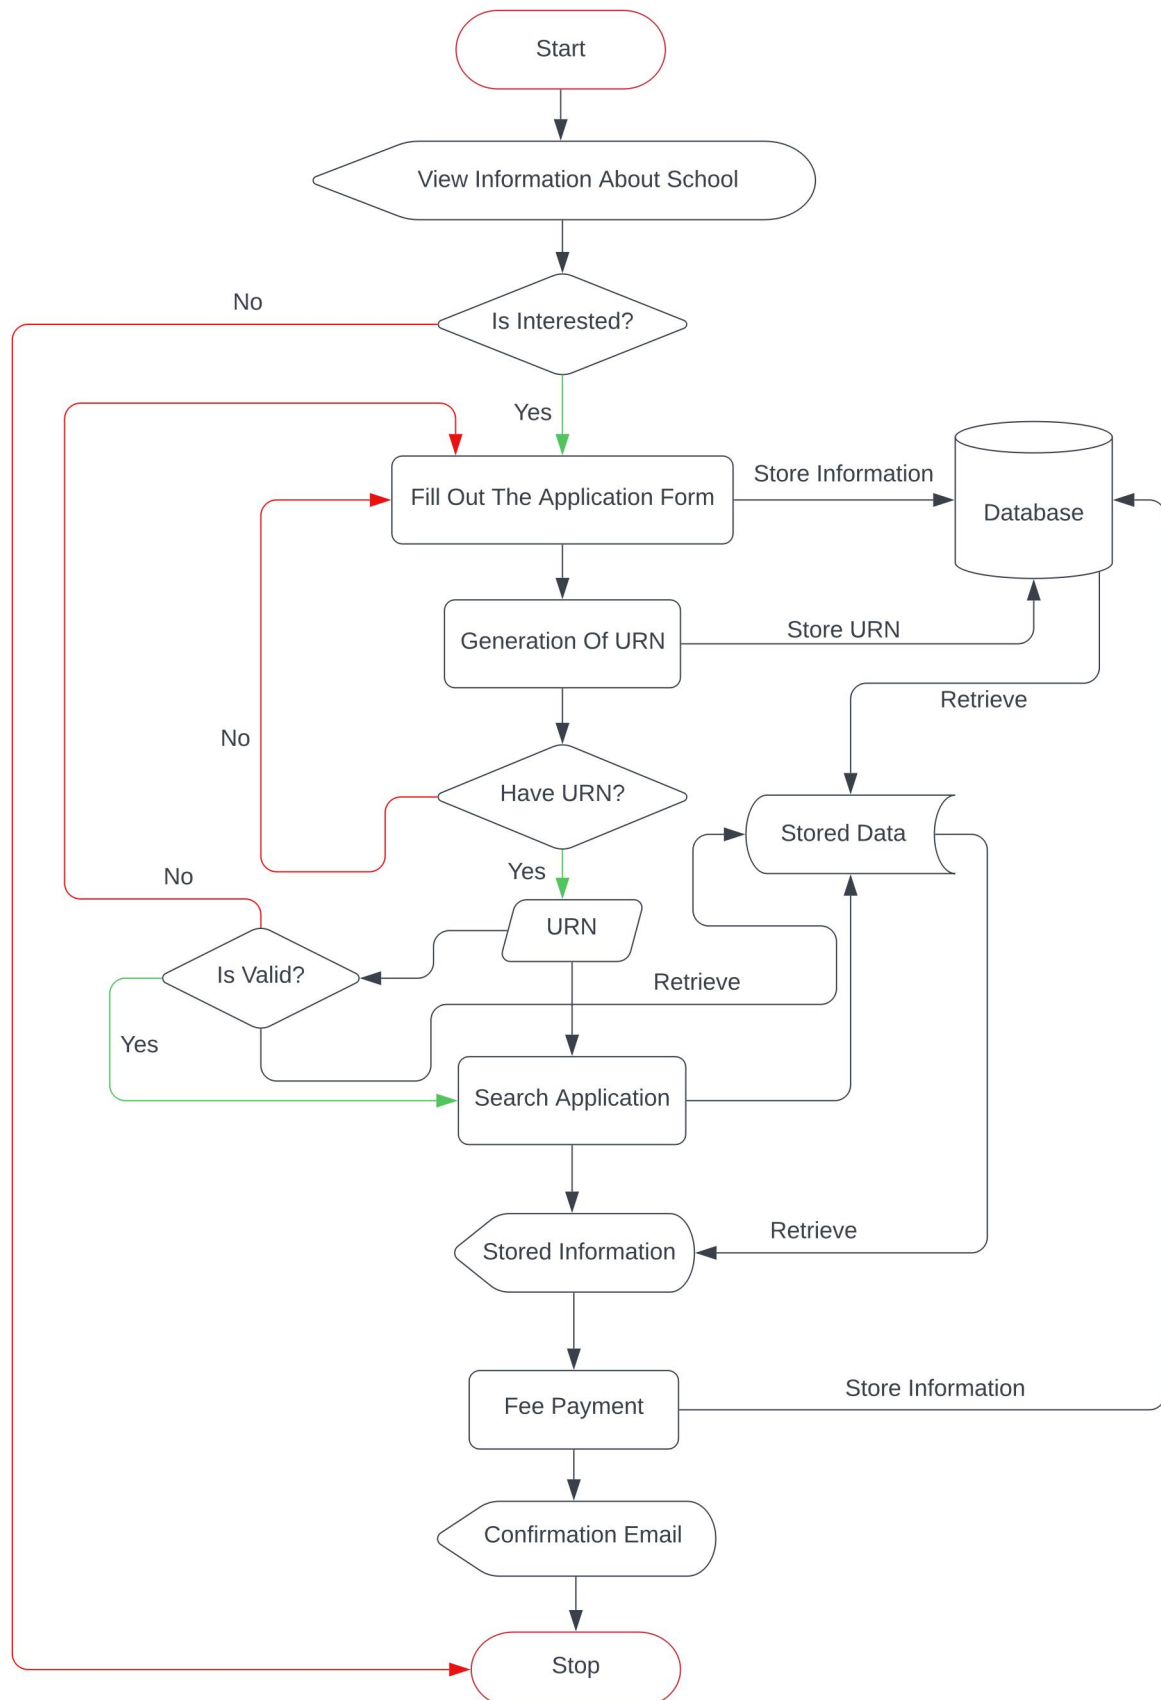 Start
View Information About School
No
Is Interested?
Yes
Store Information
Fill Out The Application Form
Database
Generation Of URN
Store URN
Retrieve
No
Have URN?
Stored Data
Yes
No
URN
Is Valid?
Retrieve
Yes
Search Application
Retrieve
Stored Information
Store Information
Fee Payment
Confirmation Email
Stop